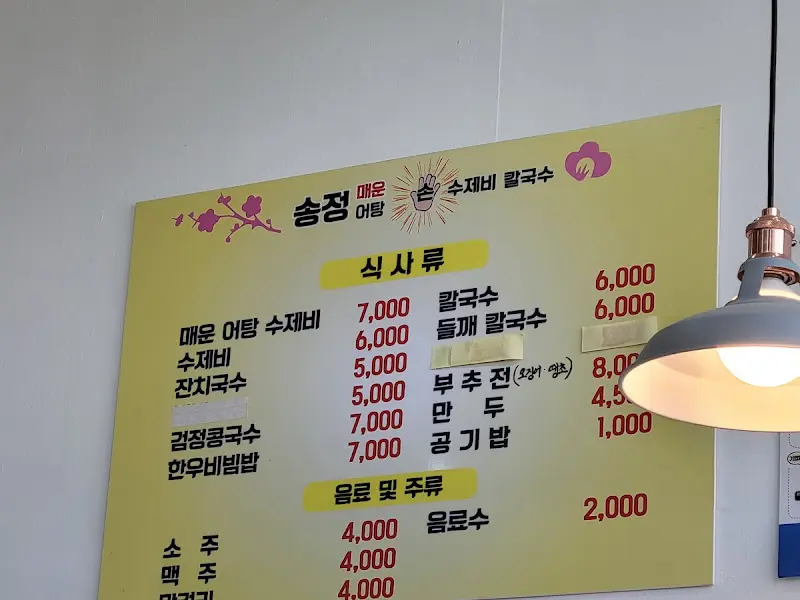 송정 매운 어탕 손 수제비 칼국수
식사류
매운 어탕 수제비 7,000
수제비 6,000
잔치국수 5,000
5,000
검정콩국수 7,000
한우비빔밥 7,000
칼국수 6,000
들깨 칼국수 6,000
부추전(오징어·땡초)
만두
공기밥 1,000
음료 및 주류
소주 4,000
맥주 4,000
4,000
음료수 2,000